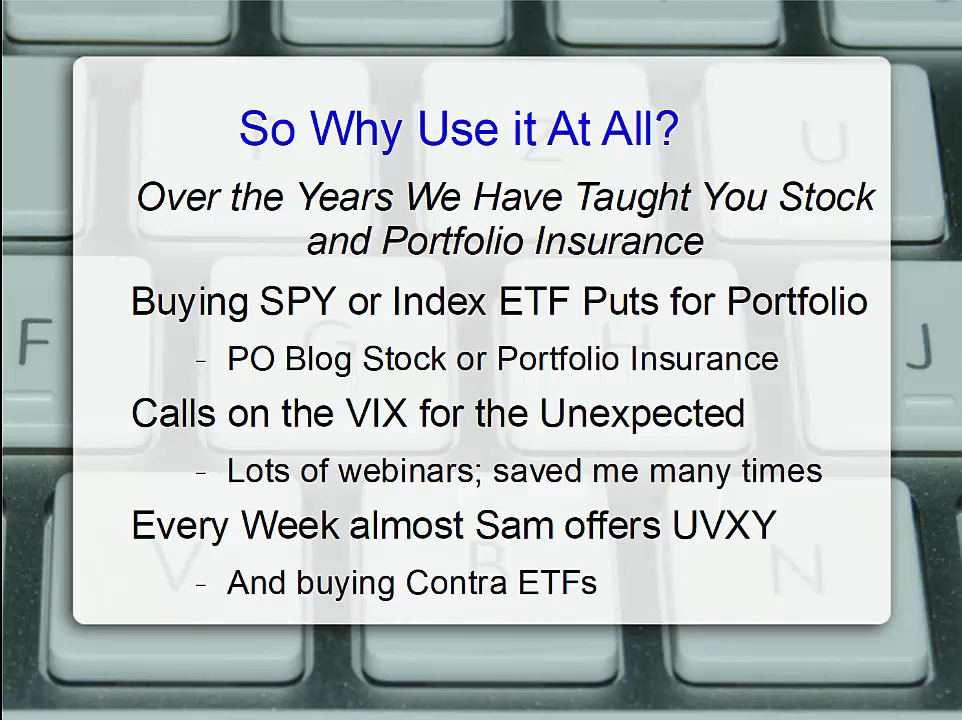 So Why Use it At All?
Over the Years We Have Taught You Stock
and Portfolio Insurance
Buying SPY or Index ETF Puts for Portfolio
– PO Blog Stock or Portfolio Insurance
Calls on the VIX for the Unexpected
– Lots of webinars; saved me many times
Every Week almost Sam offers UVXY
– And buying Contra ETFs
U
F
G
H
J
V
B
N